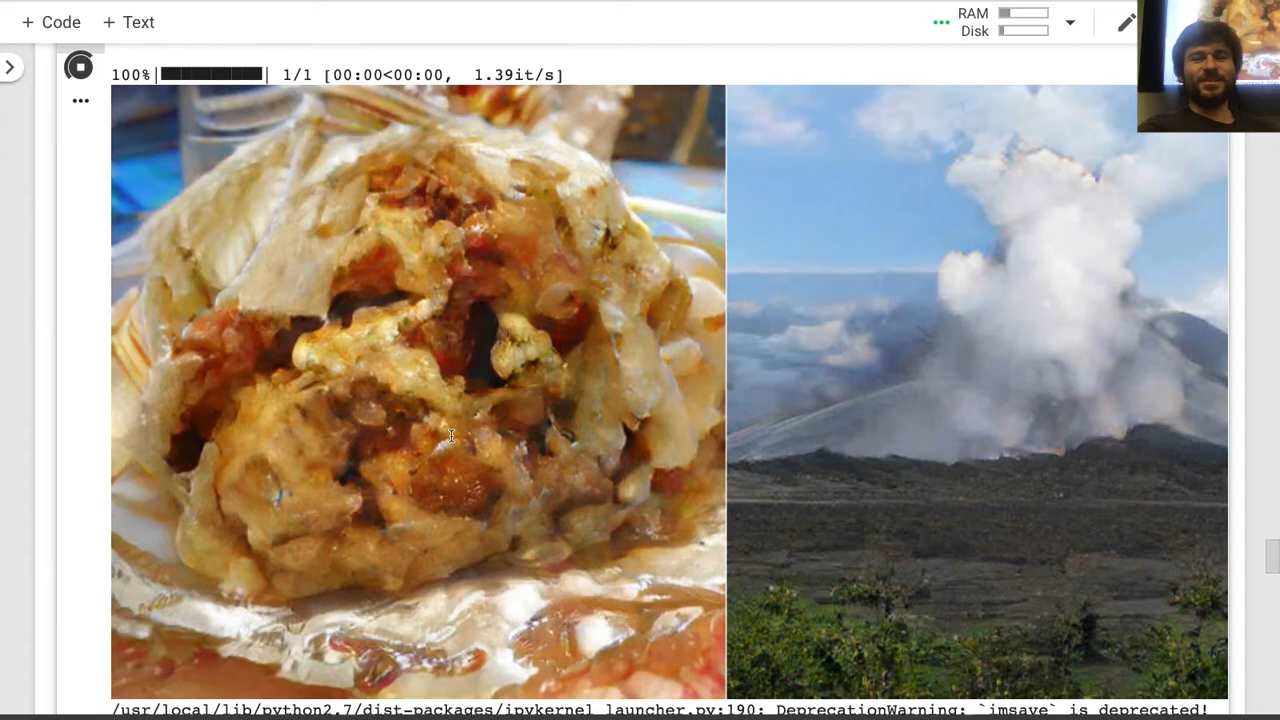 + Code + Text
RAM
Disk
100%|██████████| 1/1 [00:00<00:00, 1.39it/s]
/usr/local/lib/python2.7/dist-packages/ipykernel_launcher.py:190: DeprecationWarning: `imsave` is deprecated!